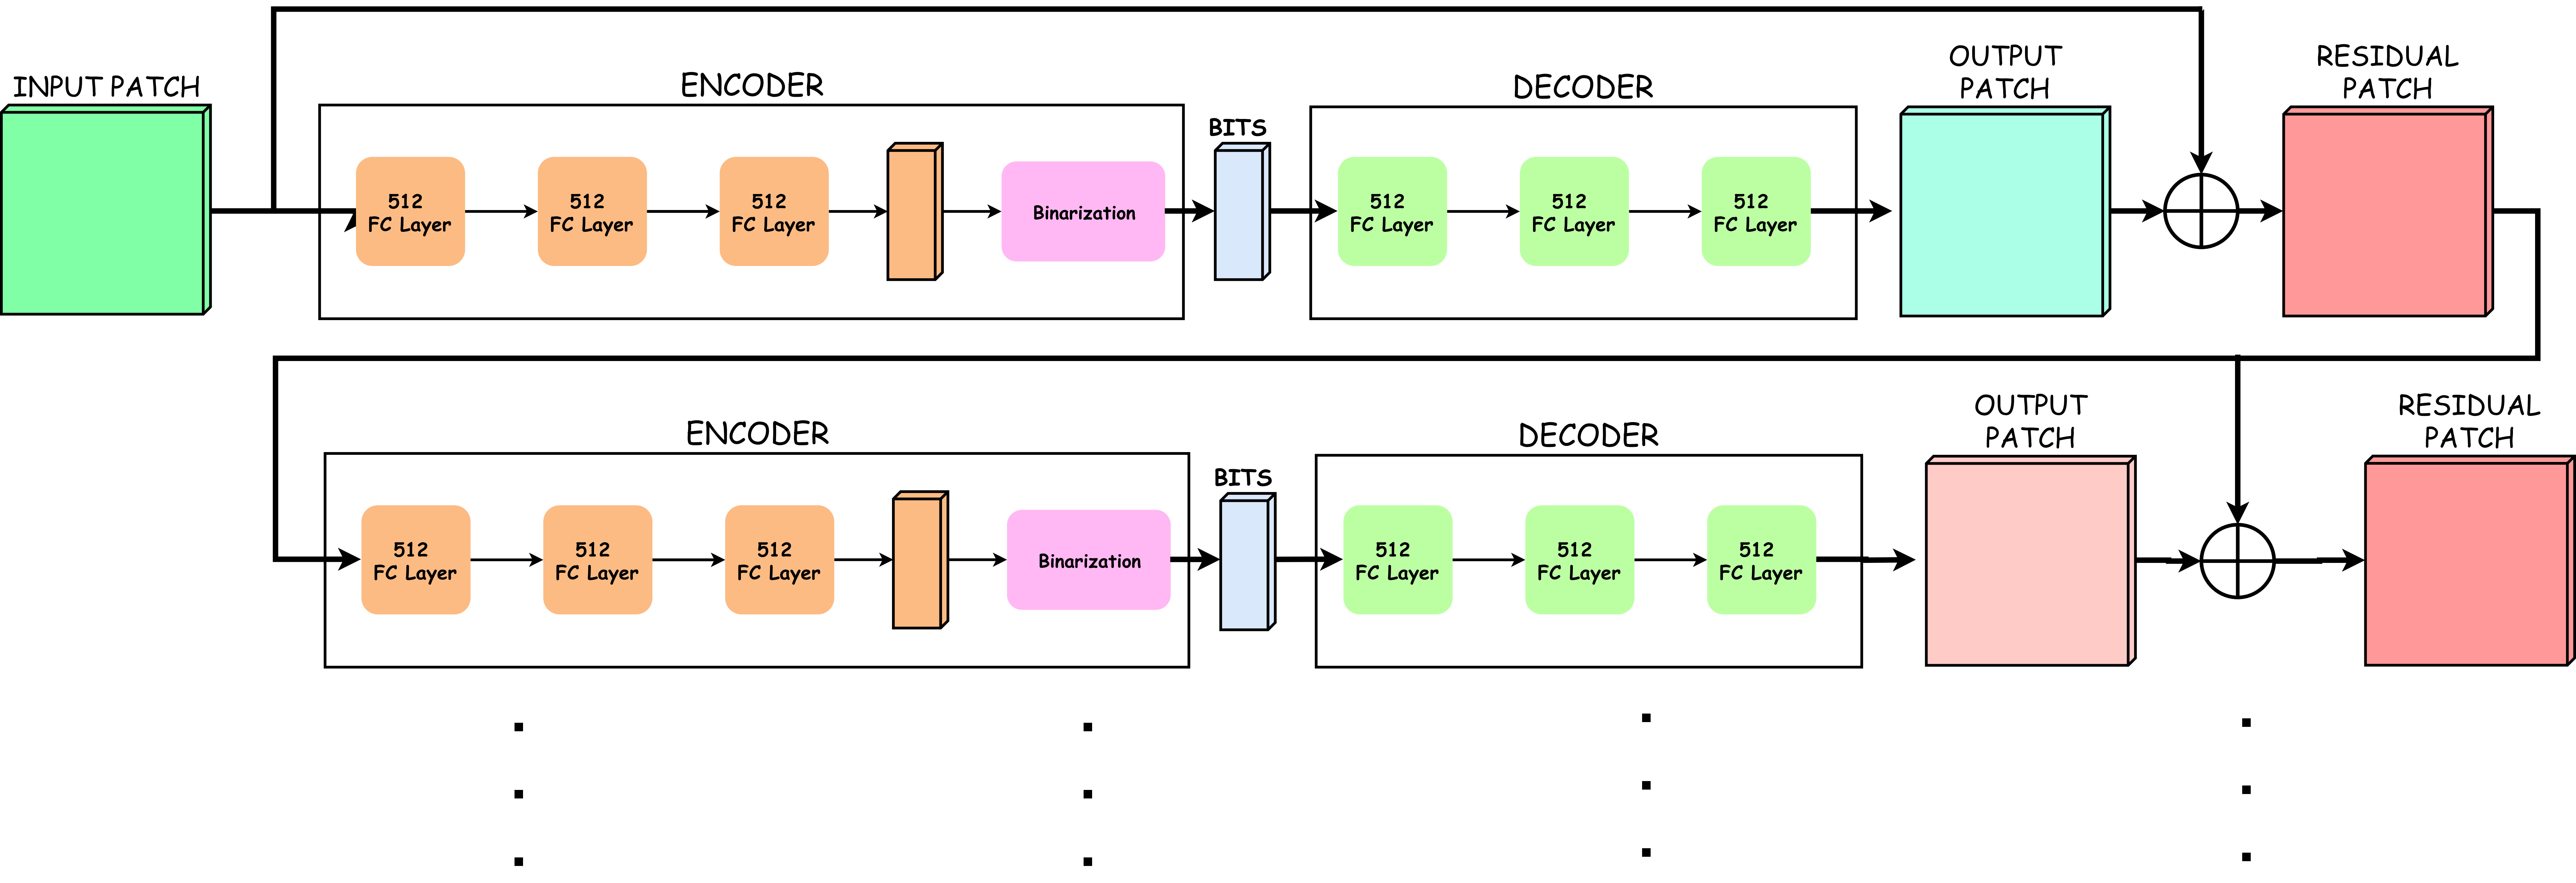 INPUT PATCH
ENCODER
512
FC Layer
512
FC Layer
512
FC Layer
Binarization
BITS
DECODER
512
FC Layer
512
FC Layer
512
FC Layer
OUTPUT
PATCH
RESIDUAL
PATCH
ENCODER
512
FC Layer
512
FC Layer
512
FC Layer
Binarization
BITS
DECODER
512
FC Layer
512
FC Layer
512
FC Layer
OUTPUT
PATCH
RESIDUAL
PATCH